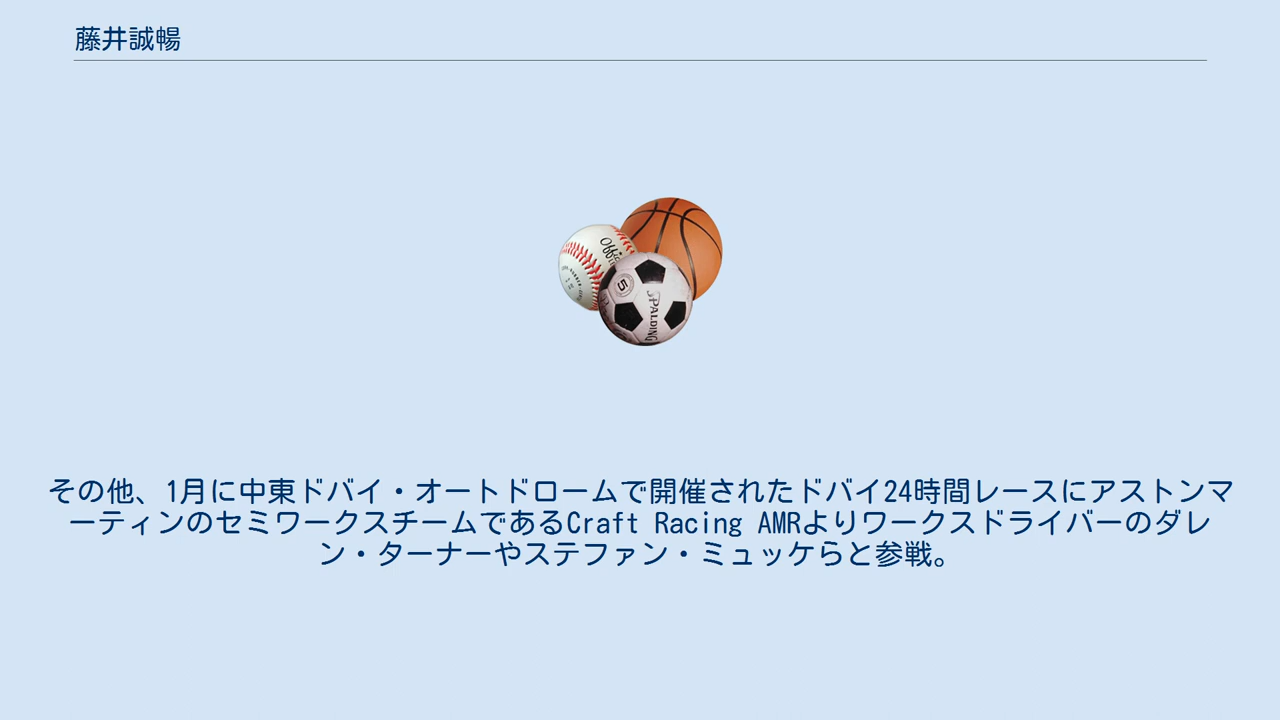 藤井誠暢
Official
5
SPALDING
その他、1月に中東ドバイ・オートドロームで開催されたドバイ24時間レースにアストンマ
ーティンのセミワークスチームであるCraft Racing AMRよりワークスドライバーのダレ
ン・ターナーやステファン・ミュッケらと参戦。